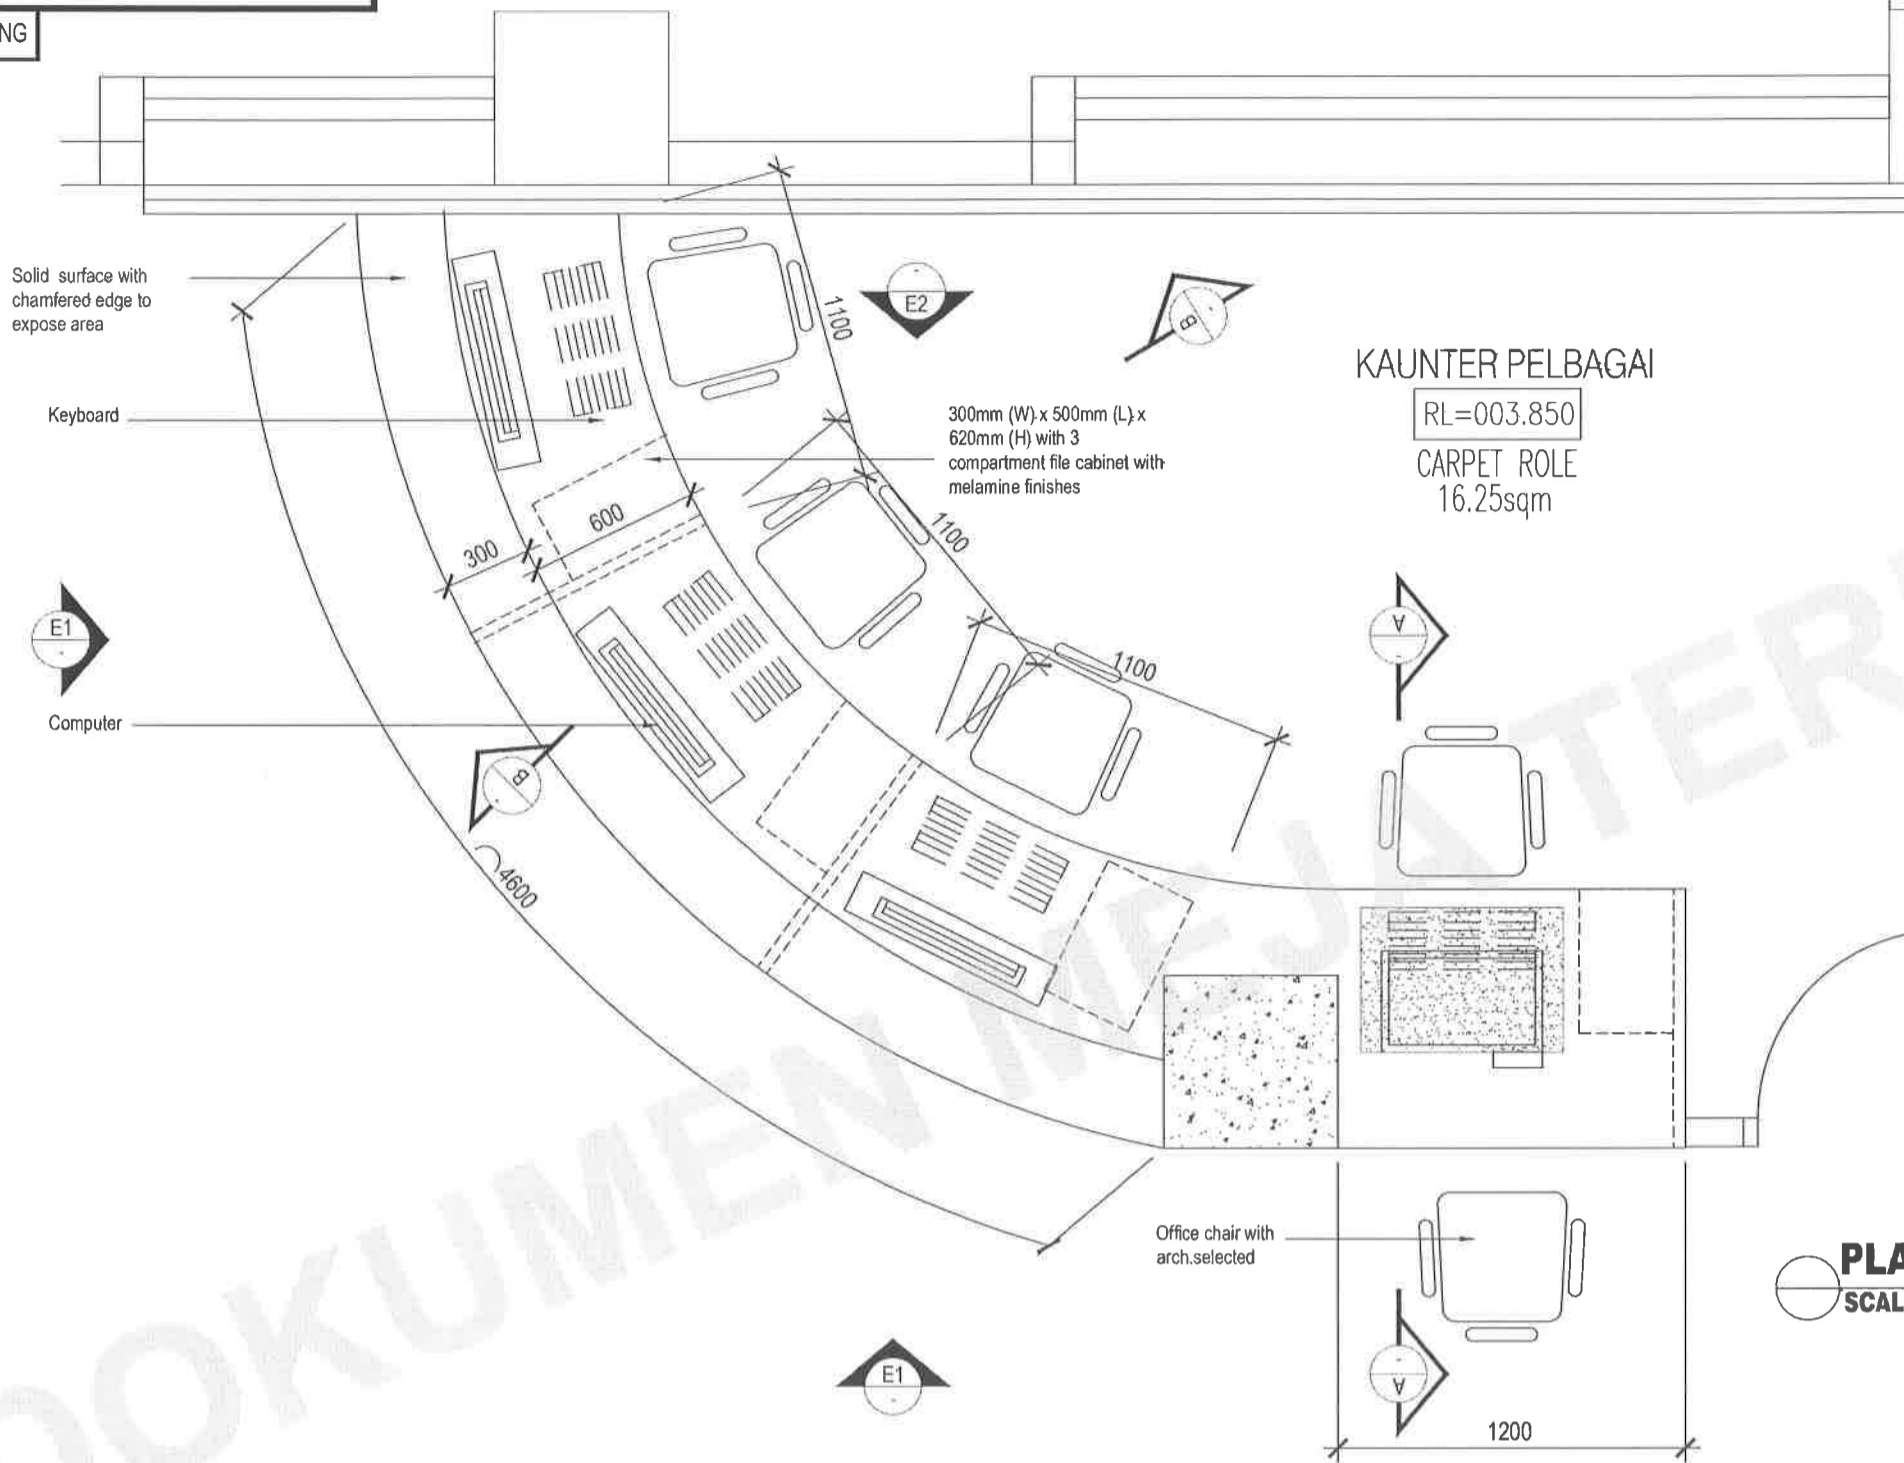 NG
Solid surface with
chamfered edge to
expose area
Keyboard
Computer
E1
-
300
600
4600
1100
1100
1100
E2
-
B
-
300mm (W) x 500mm (L) x
620mm (H) with 3
compartment file cabinet with
melamine finishes
KAUNTER PELBAGAI
RL=003.850
CARPET ROLE
16.25sqm
A
-
B
-
Office chair with
arch.selected
E1
-
A
-
1200
PLA
SCAL
DOKUMEN MEJA TER